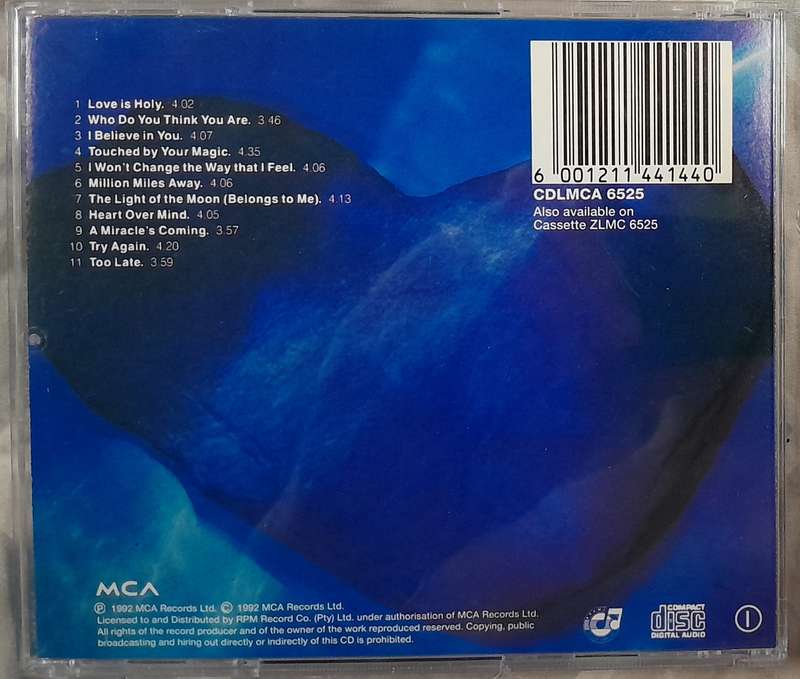 1 Love is Holy. 4.02
2 Who Do You Think You Are. 3.46
3 I Believe in You. 4.07
4 Touched by Your Magic. 4.35
5 I Won't Change the Way that I Feel. 4.06
6 Million Miles Away. 4.06
7 The Light of the Moon (Belongs to Me). 4.13
8 Heart Over Mind. 4.05
9 A Miracle's Coming. 3.57
10 Try Again. 4.20
11 Too Late. 3.59
6 001211 441440
CDLMCA 6525
Also available on
Cassette ZLMC 6525
MCA
℗ 1992 MCA Records Ltd. © 1992 MCA Records Ltd.
Licensed to and Distributed by RPM Record Co. (Pty) Ltd. under authorisation of MCA Records Ltd.
All rights of the record producer and of the owner of the work reproduced reserved. Copying, public
broadcasting and hiring out directly or indirectly of this CD is prohibited.
COMPACT
disc
DIGITAL AUDIO
I